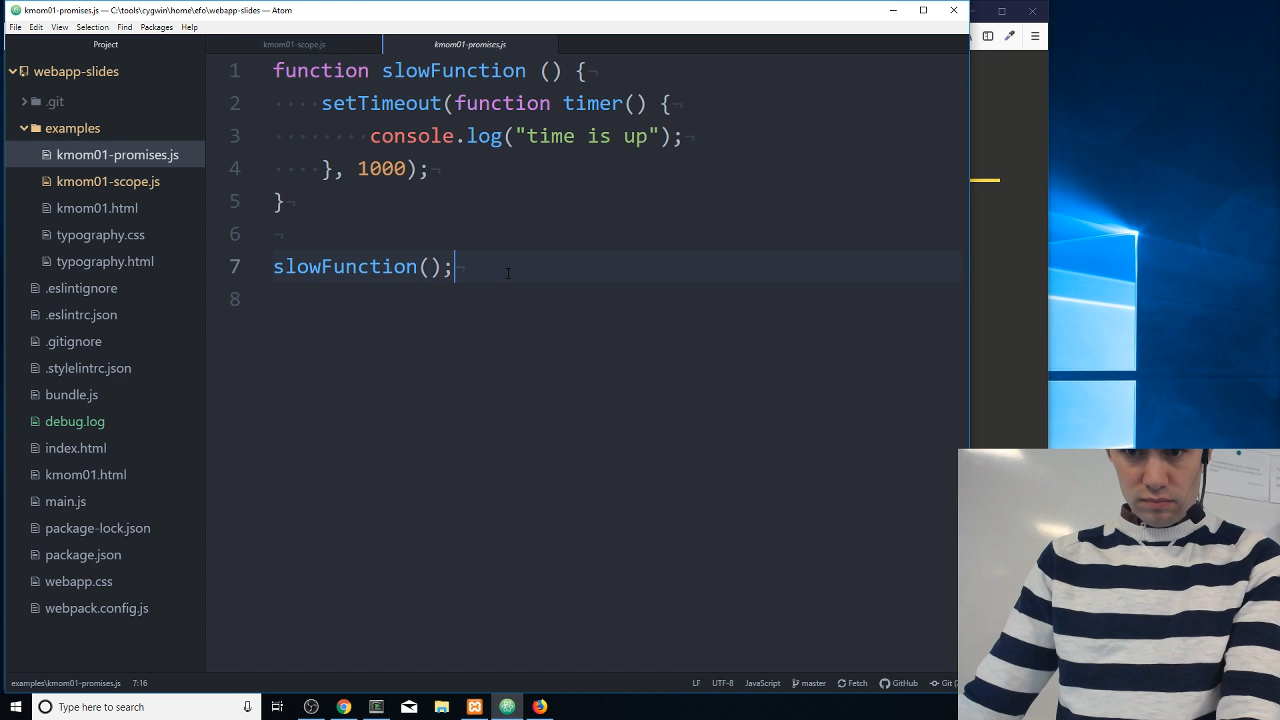 kmom01-promises.js — C:\tools\cygwin\home\efo\webapp-slides — Atom
File Edit View Selection Find Packages Help
Project
kmom01-scope.js
kmom01-promises.js
webapp-slides
.git
examples
kmom01-promises.js
kmom01-scope.js
kmom01.html
typography.css
typography.html
.eslintignore
.eslintrc.json
.gitignore
.stylelintrc.json
bundle.js
debug.log
index.html
kmom01.html
main.js
package-lock.json
package.json
webapp.css
webpack.config.js
1 function slowFunction () {
2 setTimeout(function timer() {
3 console.log("time is up");
4 }, 1000);
5 }
6
7 slowFunction();
8
examples\kmom01-promises.js 7:16
LF UTF-8 JavaScript master Fetch GitHub Git
Type here to search